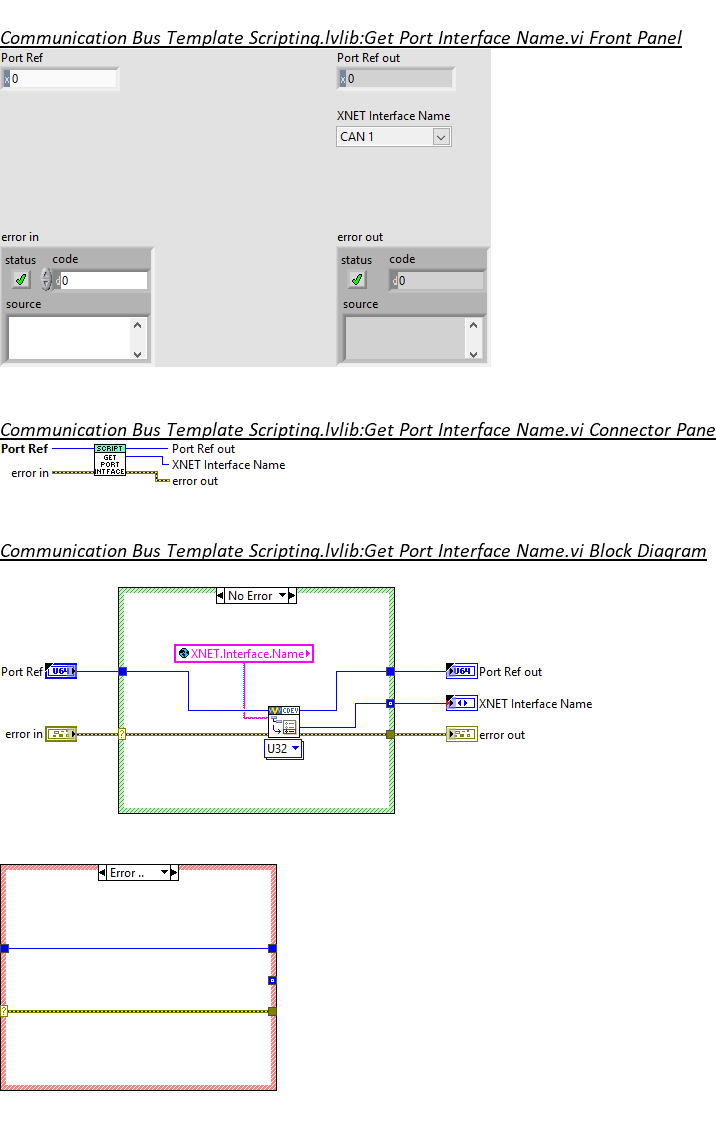 Communication Bus Template Scripting.lvlib:Get Port Interface Name.vi Front Panel
Port Ref
Port Ref out
x 0
x 0
XNET Interface Name
CAN 1
error in
error out
status code
status code
d 0
d 0
source
source
Communication Bus Template Scripting.lvlib:Get Port Interface Name.vi Connector Pane
Port Ref
SCRIPT
GET
PORT
INTFACE
Port Ref out
XNET Interface Name
error in
error out
Communication Bus Template Scripting.lvlib:Get Port Interface Name.vi Block Diagram
No Error
XNET.Interface.Name
Port Ref
U64
U64
Port Ref out
XNET Interface Name
CDEV
error in
?
error out
U32
Error ..
?